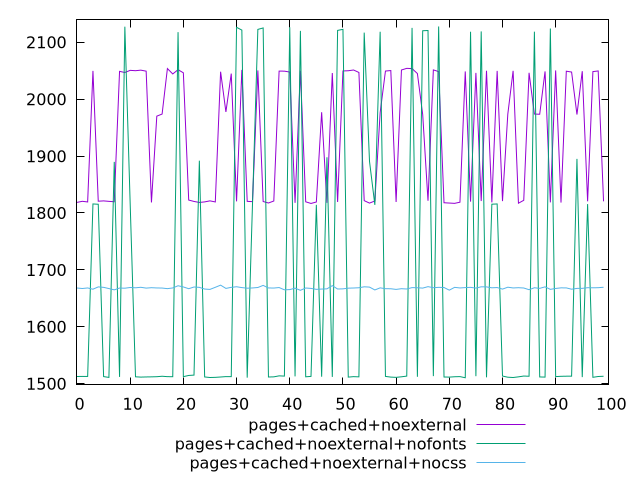 2100
2000
1900
1800
1700
1600
1500
0 10 20 30 40 50 60 70 80 90 100
pages+cached+noexternal
pages+cached+noexternal+nofonts
pages+cached+noexternal+nocss